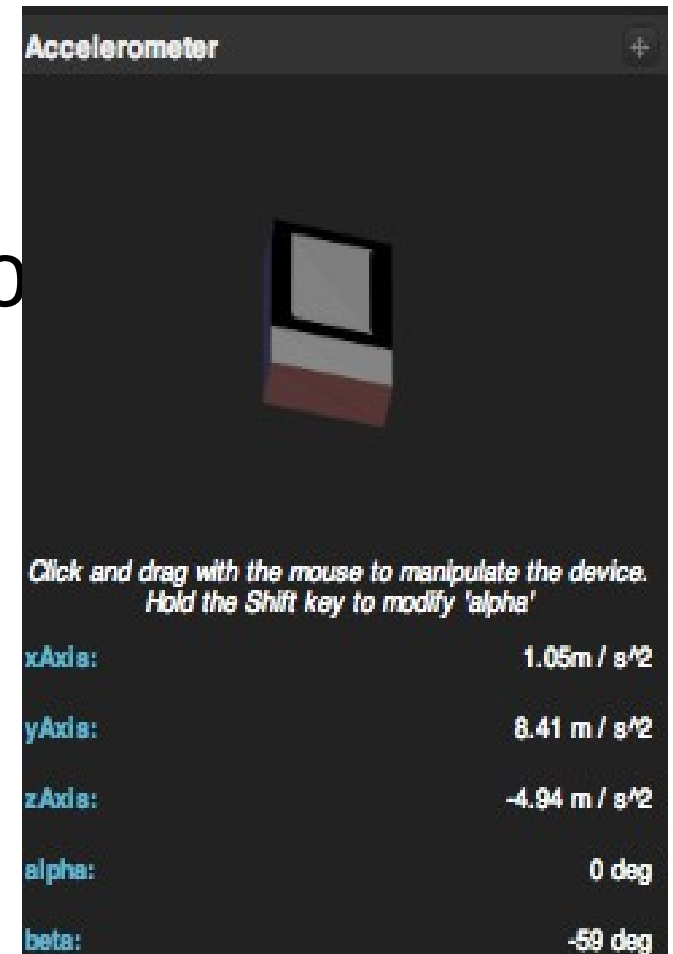 Accelerometer
Click and drag with the mouse to manipulate the device.
Hold the Shift key to modify 'alpha'
xAxis: 1.05m / s^2
yAxis: 8.41 m / s^2
zAxis: -4.94 m / s^2
alpha: 0 deg
beta: -59 deg